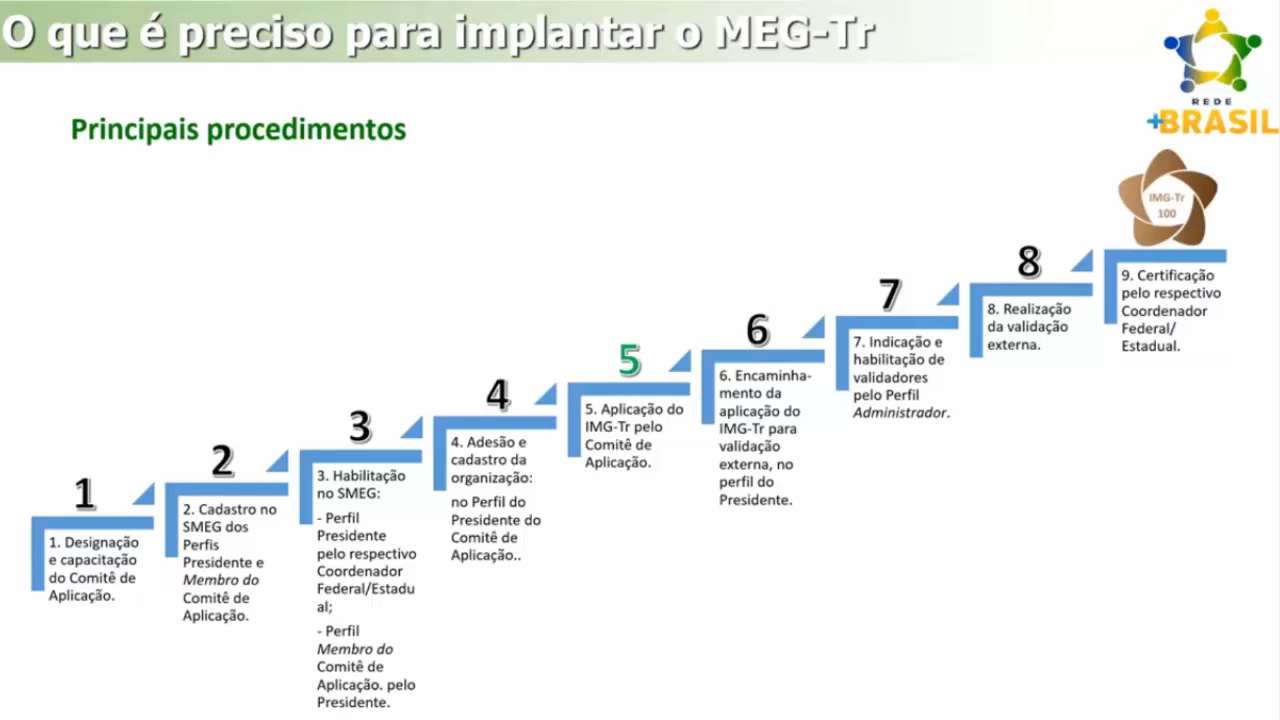 O que é preciso para implantar o MEG-Tr
REDE
+BRASIL
Principais procedimentos
1
1. Designação
e capacitação
do Comitê de
Aplicação.
2
2. Cadastro no
SMEG dos
Perfis
Presidente e
Membro do
Comitê de
Aplicação.
3
3. Habilitação
no SMEG:
- Perfil
Presidente
pelo respectivo
Coordenador
Federal/Estadu
al;
- Perfil
Membro do
Comitê de
Aplicação. pelo
Presidente.
4
4. Adesão e
cadastro da
organização:
no Perfil do
Presidente do
Comitê de
Aplicação..
5
5. Aplicação do
IMG-Tr pelo
Comitê de
Aplicação.
6
6. Encaminha-
mento da
aplicação do
IMG-Tr para
validação
externa, no
perfil do
Presidente.
7
7. Indicação e
habilitação de
validadores
pelo Perfil
Administrador.
8
8. Realização
da validação
externa.
IMG-Tr
100
9. Certificação
pelo respectivo
Coordenador
Federal/
Estadual.